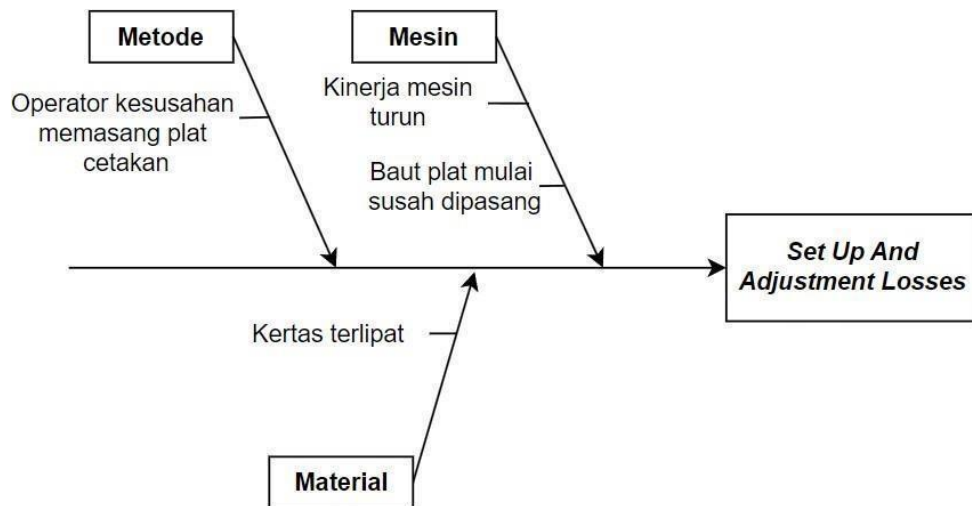 Metode
Mesin
Operator kesusahan
memasang plat
cetakan
Kinerja mesin
turun
Baut plat mulai
susah dipasang
Set Up And
Adjustment Losses
Kertas terlipat
Material